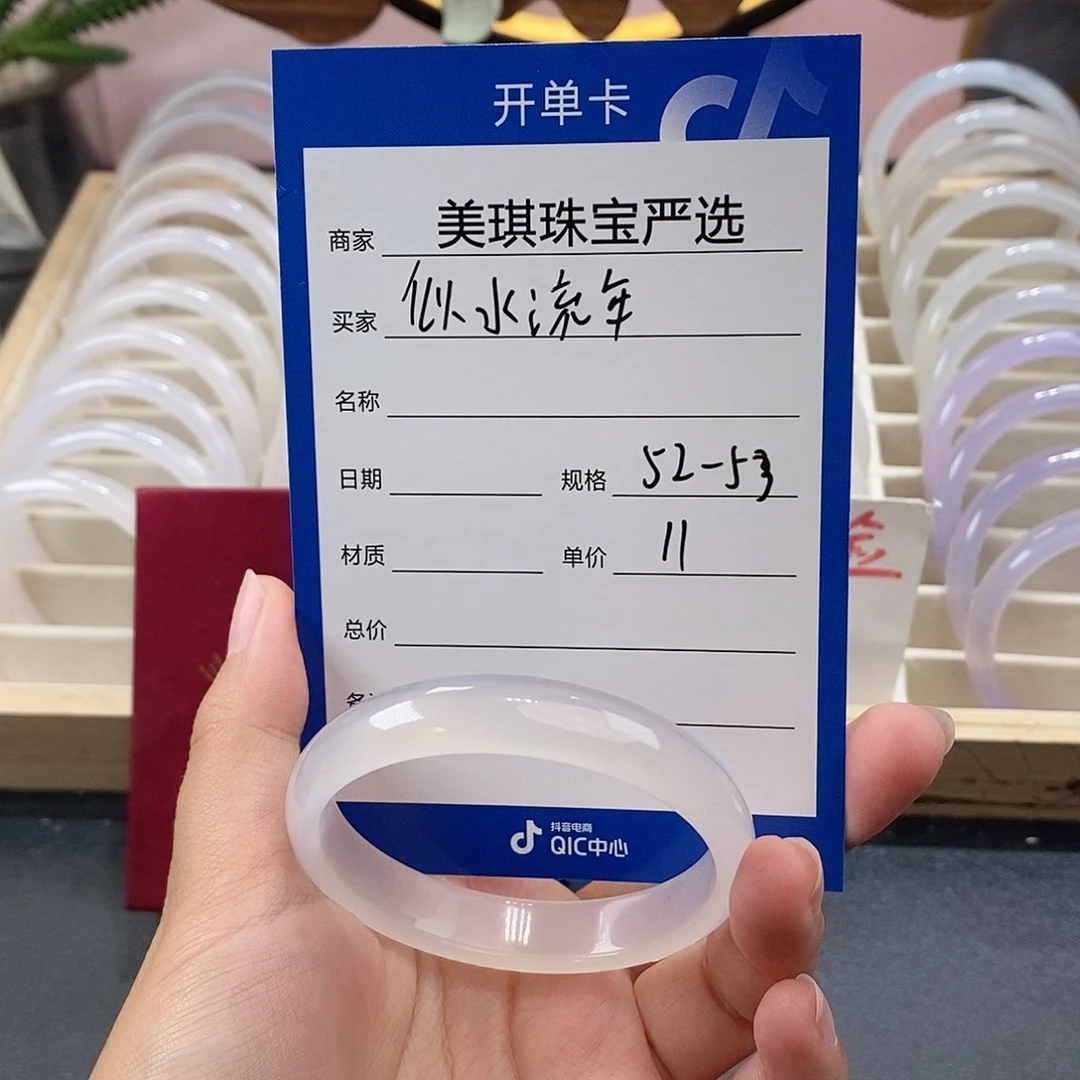 开单卡
商家 美琪珠宝严选
买家 似水流年
名称
日期 规格 52-53
材质 单价 11
总价
抖音电商
QIC中心